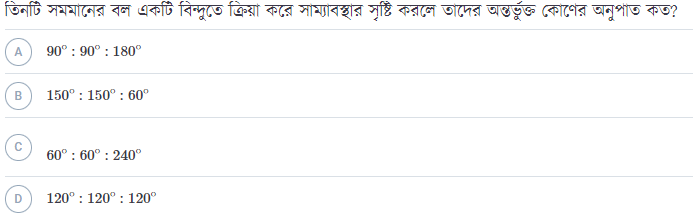 তিনটি সমমানের বল একটি বিন্দুতে ক্রিয়া করে সাম্যাবস্থার সৃষ্টি করলে তাদের অন্তর্ভুক্ত কোণের অনুপাত কত?
A 90° : 90° : 180°
B 150° : 150° : 60°
C 60° : 60° : 240°
D 120° : 120° : 120°